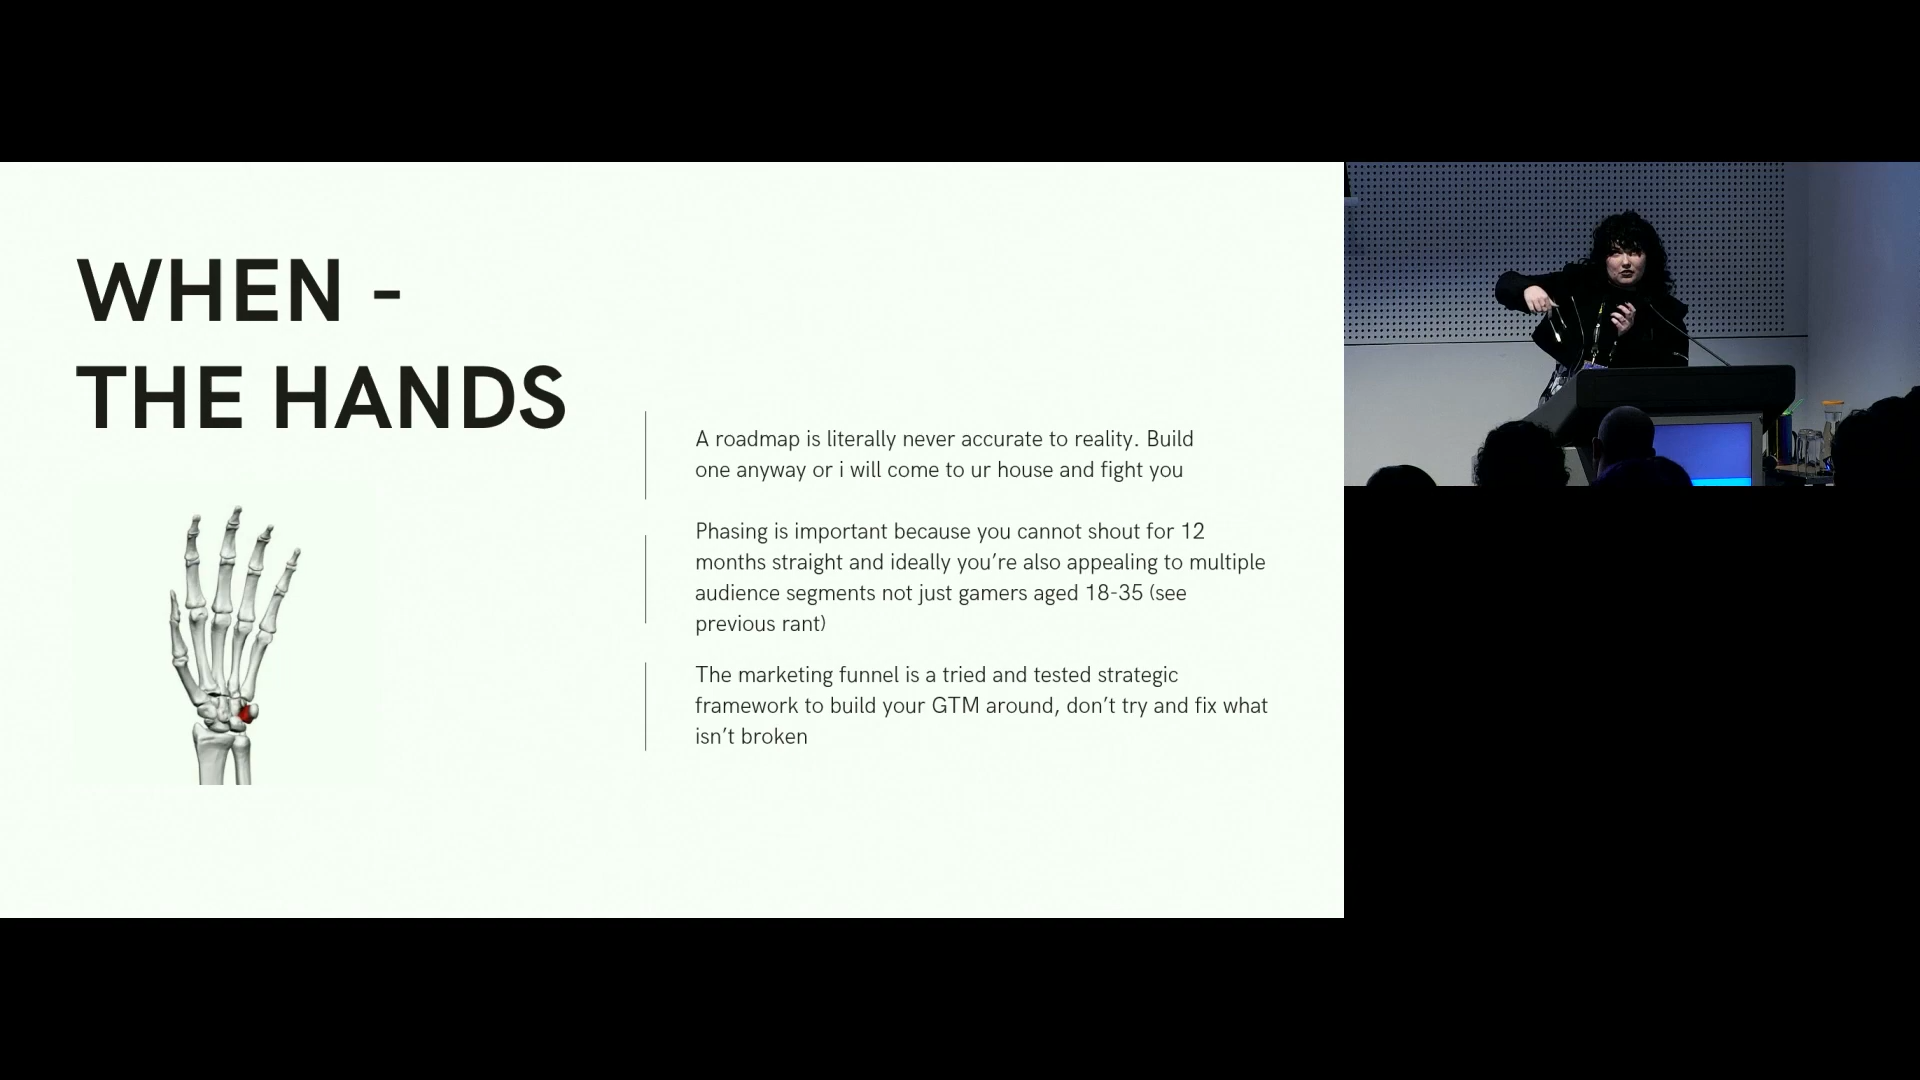 WHEN -
THE HANDS
A roadmap is literally never accurate to reality. Build
one anyway or i will come to ur house and fight you
Phasing is important because you cannot shout for 12
months straight and ideally you’re also appealing to multiple
audience segments not just gamers aged 18-35 (see
previous rant)
The marketing funnel is a tried and tested strategic
framework to build your GTM around, don’t try and fix what
isn’t broken